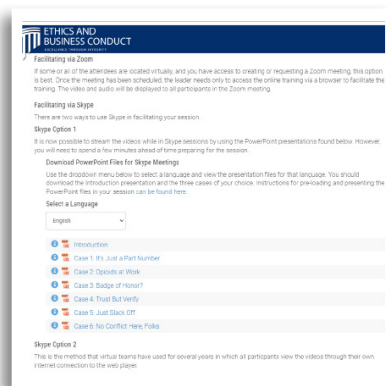 ETHICS AND
BUSINESS CONDUCT
EXCELLENCE THROUGH INTEGRITY
Facilitating via Zoom
If some or all of the attendees are located virtually, and you have access to creating or requesting a Zoom meeting, this option
is best. Once the meeting has been scheduled, the leader needs only to access the online training via a browser to facilitate the
training. The video and audio will be displayed to all participants in the Zoom meeting.
Facilitating via Skype
There are two ways to use Skype in facilitating your session.
Skype Option 1
It is now possible to stream the videos while in Skype sessions by using the PowerPoint presentations found below. However,
you will need to spend a few minutes ahead of time preparing for the session.
Download PowerPoint Files for Skype Meetings
Use the dropdown menu below to select a language and view the presentation files for that language. You should
download the introduction presentation and the three cases of your choice. Instructions for pre-loading and presenting the
PowerPoint files in your session can be found here.
Select a Language
English
Introduction
Case 1: It's Just a Part Number
Case 2: Opioids at Work
Case 3: Badge of Honor?
Case 4: Trust But Verify
Case 5: Just Slack Off
Case 6: No Conflict Here, Folks
Skype Option 2
This is the method that virtual teams have used for several years in which all participants view the videos through their own
internet connection to the web player.